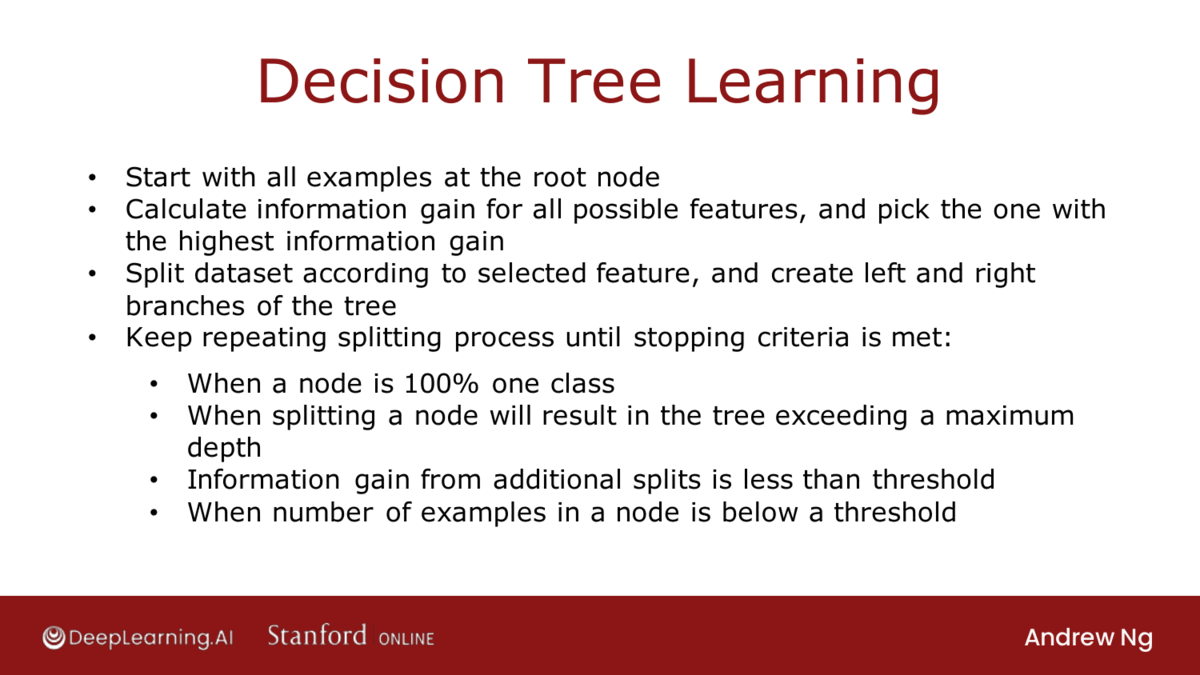 Decision Tree Learning
• Start with all examples at the root node
• Calculate information gain for all possible features, and pick the one with
the highest information gain
• Split dataset according to selected feature, and create left and right
branches of the tree
• Keep repeating splitting process until stopping criteria is met:
• When a node is 100% one class
• When splitting a node will result in the tree exceeding a maximum
depth
• Information gain from additional splits is less than threshold
• When number of examples in a node is below a threshold
DeepLearning.AI Stanford ONLINE Andrew Ng